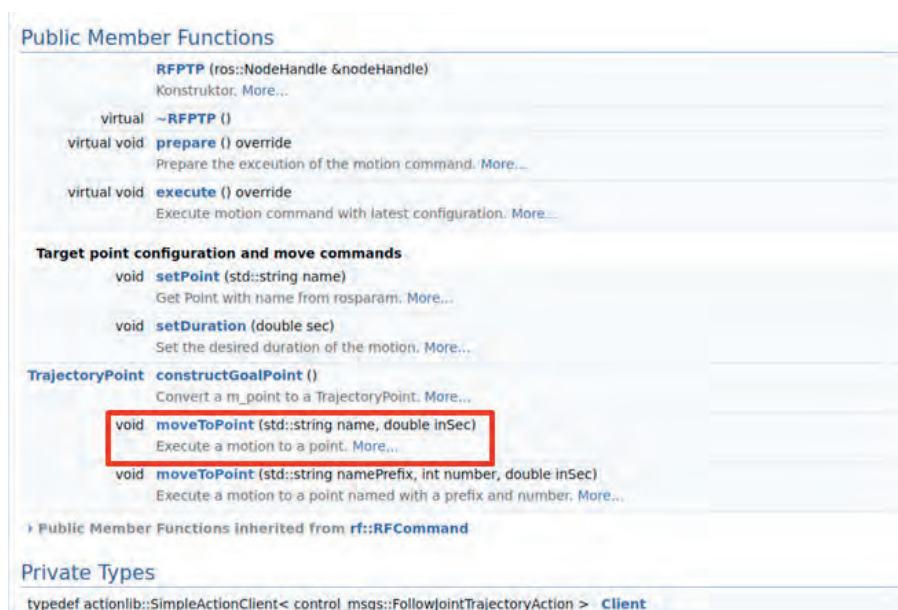 Public Member Functions
RFPTP (ros::NodeHandle &nodeHandle)
Konstruktor. More...
virtual ~RFPTP ()
virtual void prepare () override
Prepare the exceution of the motion command. More...
virtual void execute () override
Execute motion command with latest configuration. More...
Target point configuration and move commands
void setPoint (std::string name)
Get Point with name from rosparam. More...
void setDuration (double sec)
Set the desired duration of the motion. More...
TrajectoryPoint constructGoalPoint ()
Convert a m_point to a TrajectoryPoint. More...
void moveToPoint (std::string name, double inSec)
Execute a motion to a point. More...
void moveToPoint (std::string namePrefix, int number, double inSec)
Execute a motion to a point named with a prefix and number. More...
Public Member Functions inherited from rf::RFCommand
Private Types
typedef actionlib::SimpleActionClient< control_msgs::FollowJointTrajectoryAction > Client